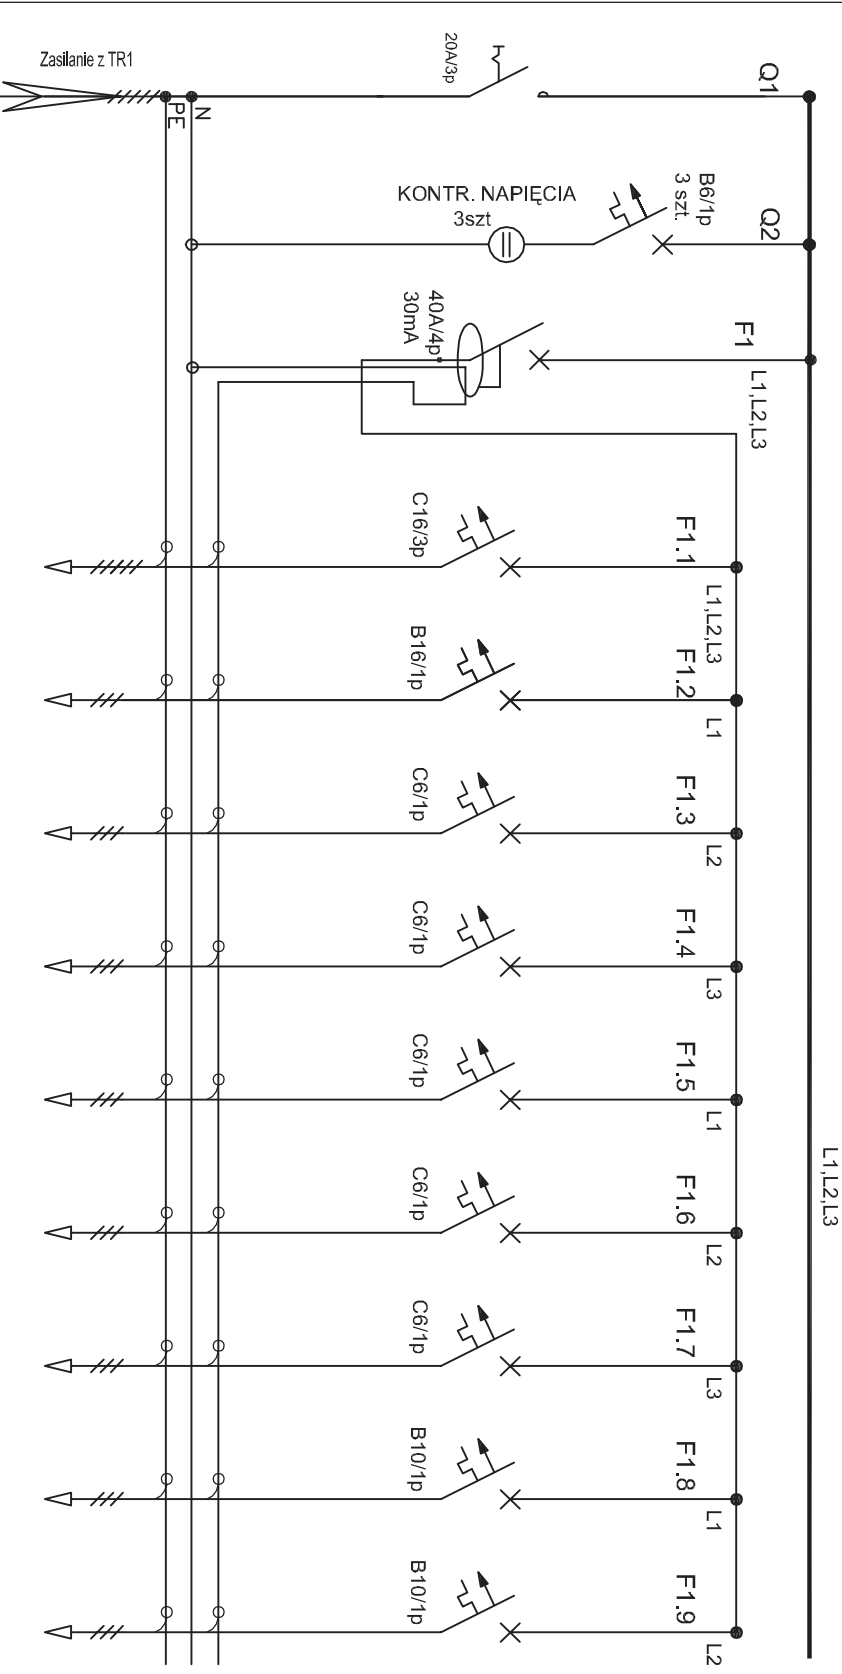 Zasilanie z TR1
20A/3p
Q1
N
PE
KONTR. NAPIĘCIA
3szt
B6/1p
3 szt.
Q2
40A/4p
30mA
F1
L1,L2,L3
C16/3p
F1.1
L1,L2,L3
B16/1p
F1.2
L1
C6/1p
F1.3
L2
C6/1p
F1.4
L3
C6/1p
F1.5
L1
L1,L2,L3
C6/1p
F1.6
L2
C6/1p
F1.7
L3
B10/1p
F1.8
L1
B10/1p
F1.9
L2